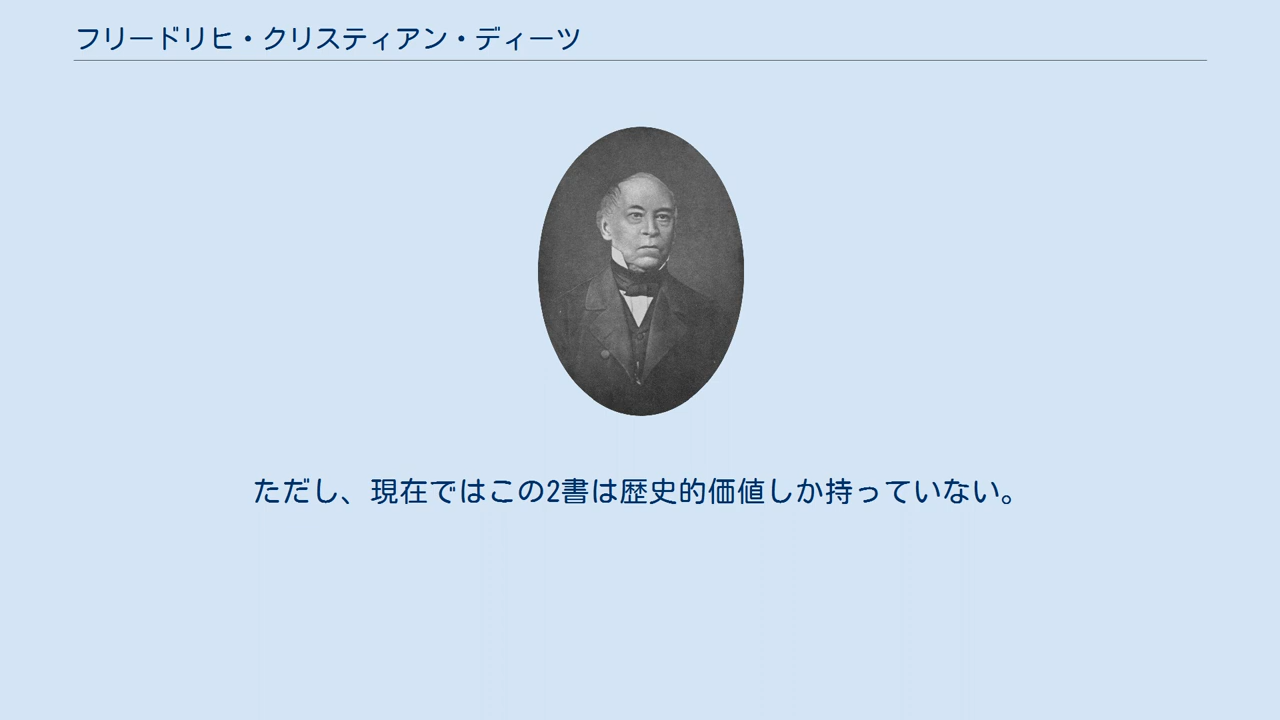 フリードリヒ・クリスティアン・ディーツ
ただし、現在ではこの2書は歴史的価値しか持っていない。